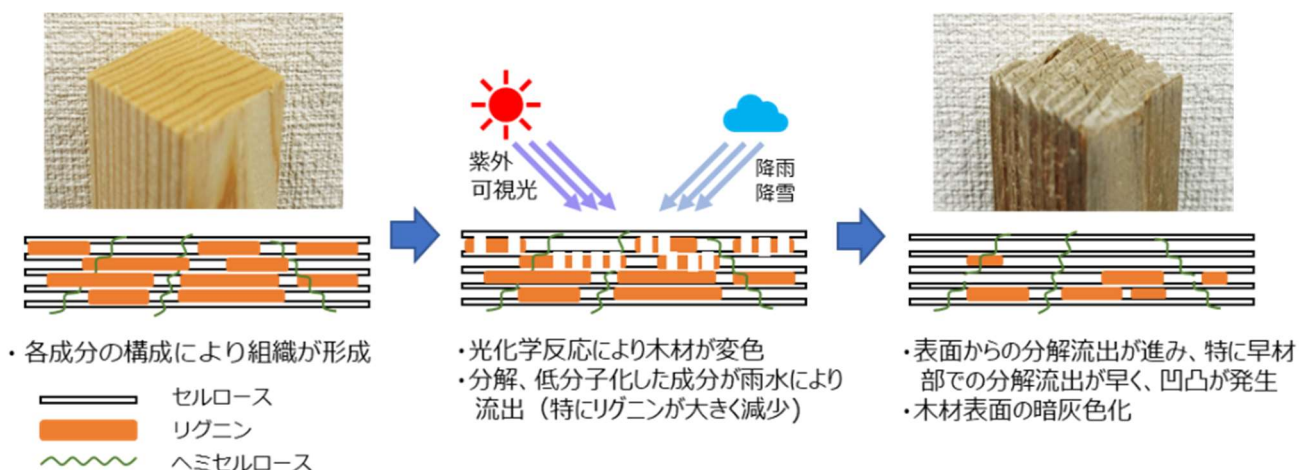 紫外
可視光
降雨
降雪
・各成分の構成により組織が形成
セルロース
リグニン
ヘミセルロース
・光化学反応により木材が変色
・分解、低分子化した成分が雨水により
流出（特にリグニンが大きく減少）
・表面からの分解流出が進み、特に早材
部での分解流出が早く、凹凸が発生
・木材表面の暗灰色化